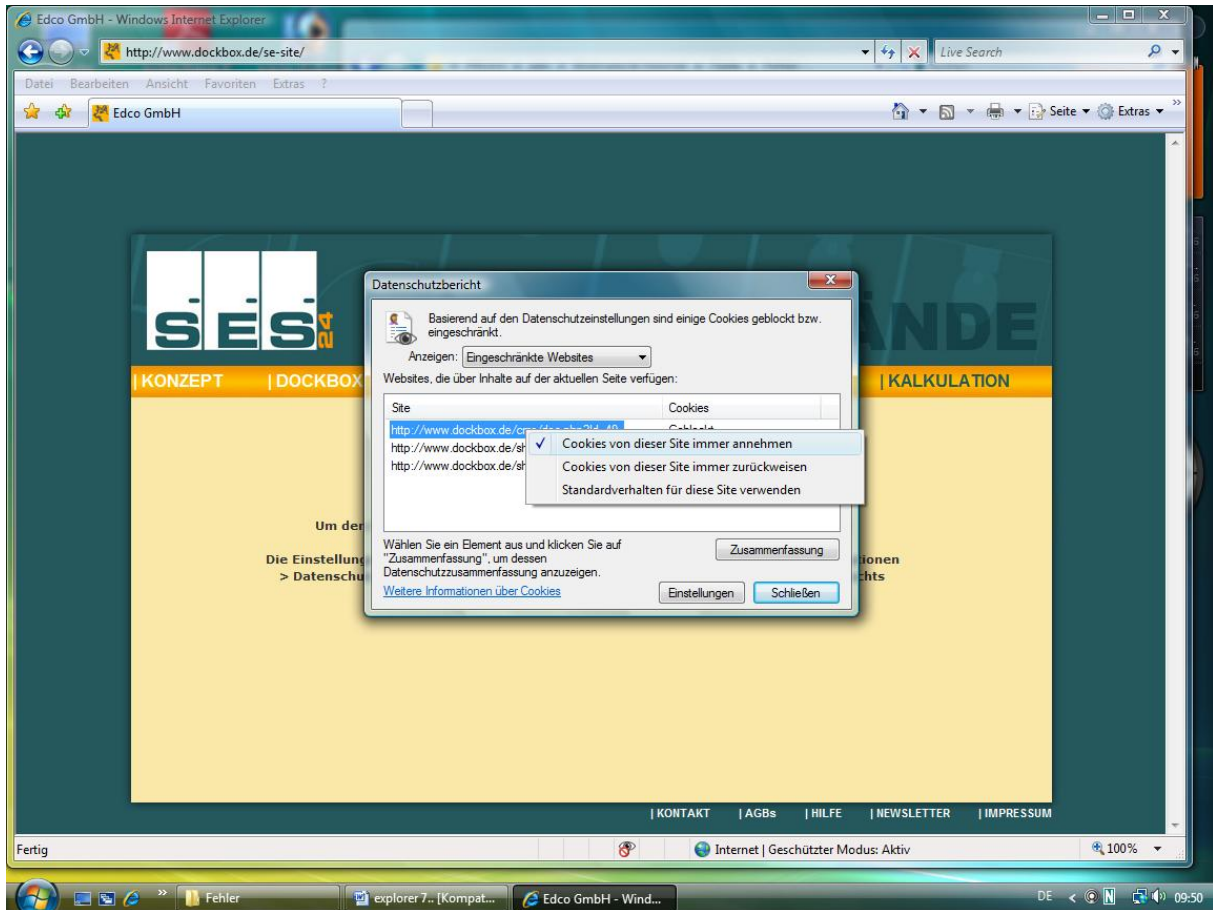 Edco GmbH - Windows Internet Explorer
http://www.dockbox.de/se-site/
Live Search
Datei Bearbeiten Ansicht Favoriten Extras ?
Edco GmbH
Seite Extras
SES 24
ÄNDE
| KONZEPT | DOCKBOX | KALKULATION
Datenschutzbericht
Basierend auf den Datenschutzeinstellungen sind einige Cookies geblockt bzw.
eingeschränkt.
Anzeigen: Eingeschränkte Websites
Websites, die über Inhalte auf der aktuellen Seite verfügen:
Site Cookies
http://www.dockbox.de/
http://www.dockbox.de/sh
http://www.dockbox.de/sh
Cookies von dieser Site immer annehmen
Cookies von dieser Site immer zurückweisen
Standardverhalten für diese Site verwenden
Wählen Sie ein Element aus und klicken Sie auf
"Zusammenfassung", um dessen
Datenschutzzusammenfassung anzuzeigen.
Zusammenfassung
Weitere Informationen über Cookies
Einstellungen Schließen
Um der
Die Einstellung ionen
> Datenschu chts
| KONTAKT | AGBs | HILFE | NEWSLETTER | IMPRESSUM
Fertig
Internet | Geschützter Modus: Aktiv
100%
Fehler
explorer 7.. [Kompat...
Edco GmbH - Wind...
DE
N
09:50